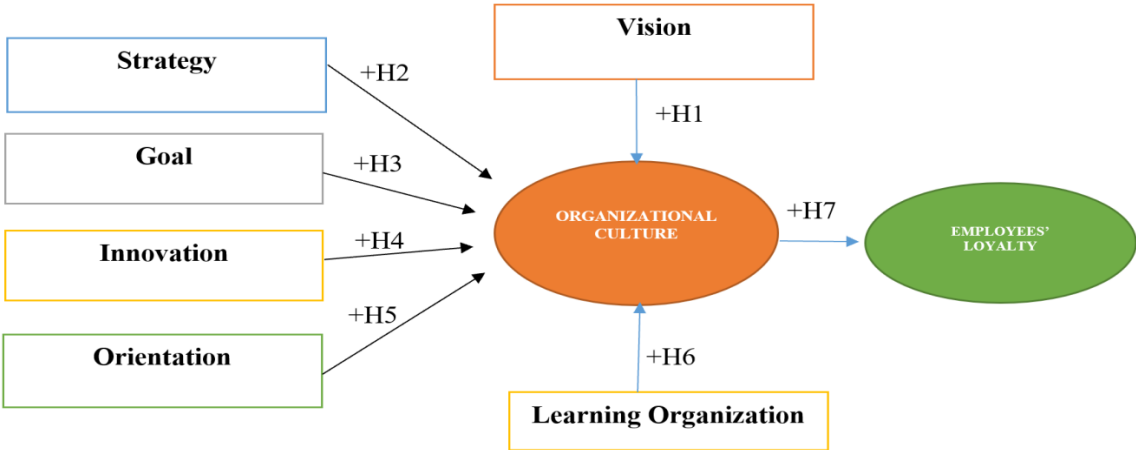 Vision
Strategy
+H2
+H1
Goal
+H3
ORGANIZATIONAL
CULTURE
+H7
EMPLOYEES'
LOYALTY
Innovation
+H4
+H5
Orientation
+H6
Learning Organization